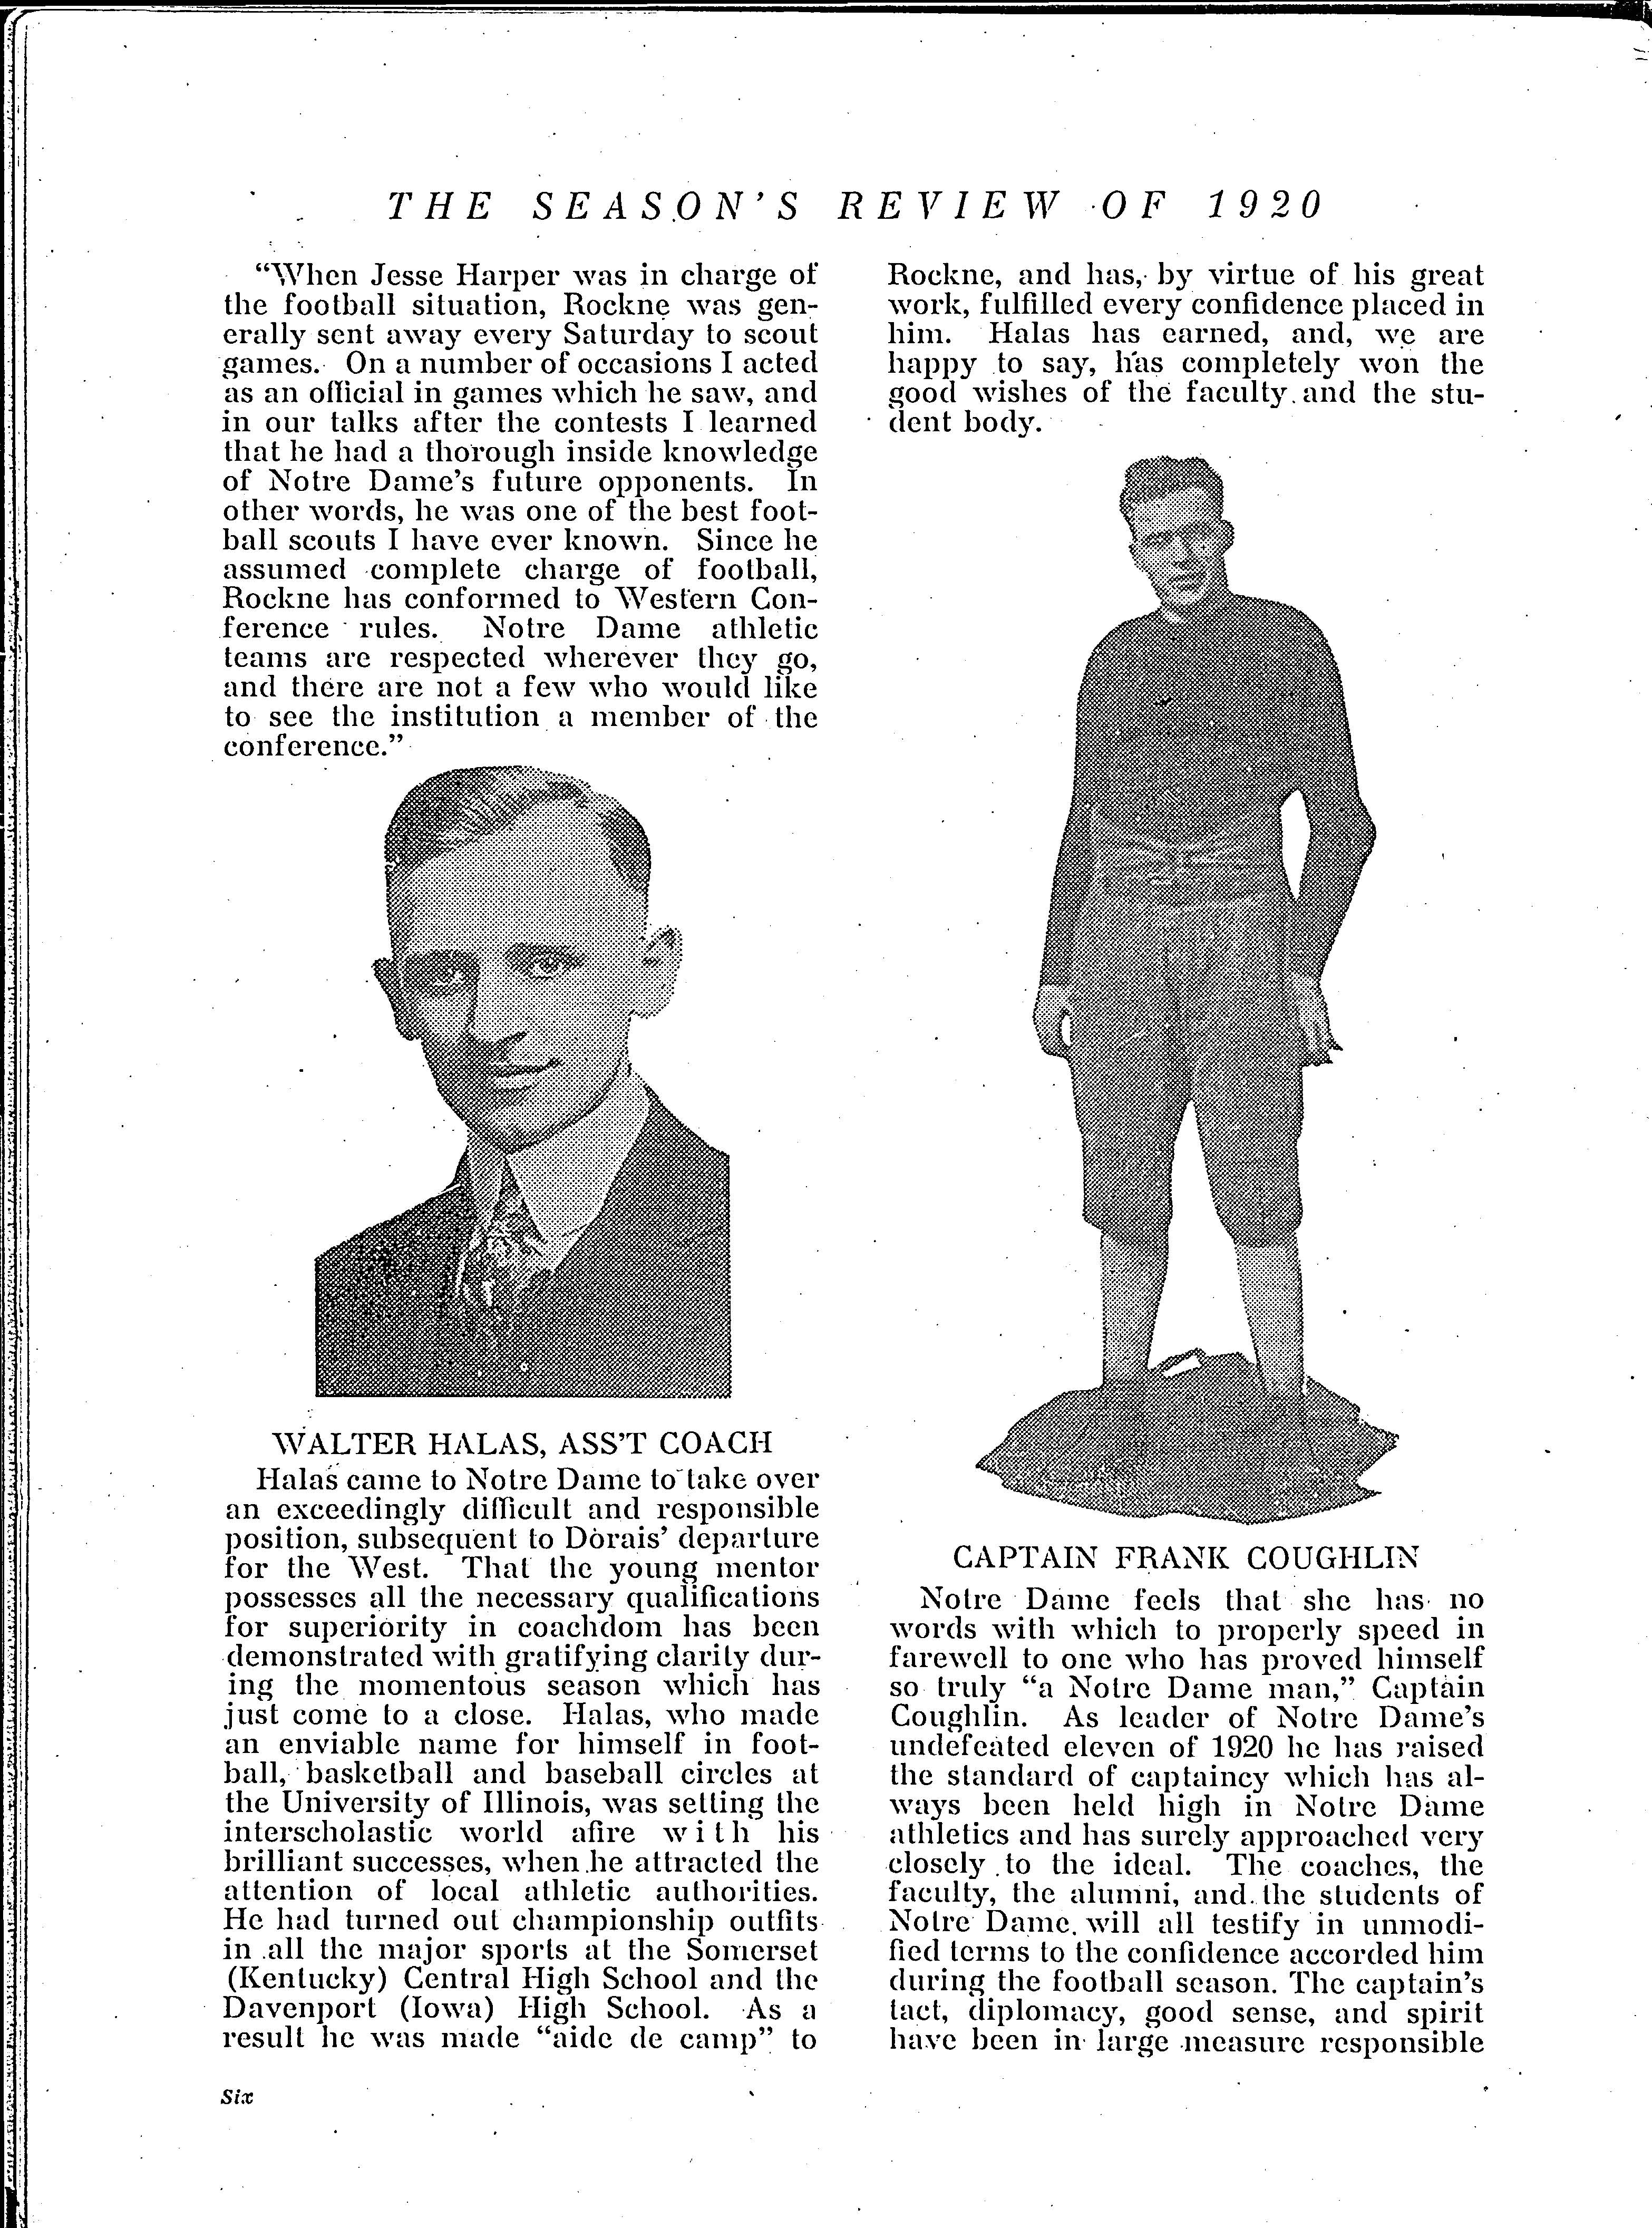 THE SEASON'S REVIEW OF 1920
“When Jesse Harper was in charge of
the football situation, Rockne was gen-
erally sent away every Saturday to scout
games. On a number of occasions I acted
as an official in games which he saw, and
in our talks after the contests I learned
that he had a thorough inside knowledge
of Notre Dame's future opponents. In
other words, he was one of the best foot-
ball scouts I have ever known. Since he
assumed complete charge of football,
Rockne has conformed to Western Con-
ference rules. Notre Dame athletic
teams are respected wherever they go,
and there are not a few who would like
to see the institution a member of the
conference.”
WALTER HALAS, ASS'T COACH
Halas came to Notre Dame to take over
an exceedingly difficult and responsible
position, subsequent to Dorais' departure
for the West. That the young mentor
possesses all the necessary qualifications
for superiority in coachdom has been
demonstrated with gratifying clarity dur-
ing the momentous season which has
just come to a close. Halas, who made
an enviable name for himself in foot-
ball, basketball and baseball circles at
the University of Illinois, was setting the
interscholastic world afire with his
brilliant successes, when he attracted the
attention of local athletic authorities.
He had turned out championship outfits
in all the major sports at the Somerset
(Kentucky) Central High School and the
Davenport (Iowa) High School. As a
result he was made “aide de camp” to
Rockne, and has, by virtue of his great
work, fulfilled every confidence placed in
him. Halas has earned, and, we are
happy to say, has completely won the
good wishes of the faculty and the stu-
dent body.
CAPTAIN FRANK COUGHLIN
Notre Dame feels that she has no
words with which to properly speed in
farewell to one who has proved himself
so truly “a Notre Dame man,” Captain
Coughlin. As leader of Notre Dame's
undefeated eleven of 1920 he has raised
the standard of captaincy which has al-
ways been held high in Notre Dame
athletics and has surely approached very
closely to the ideal. The coaches, the
faculty, the alumni, and the students of
Notre Dame will all testify in unmodi-
fied terms to the confidence accorded him
during the football season. The captain's
tact, diplomacy, good sense, and spirit
have been in large measure responsible
Six